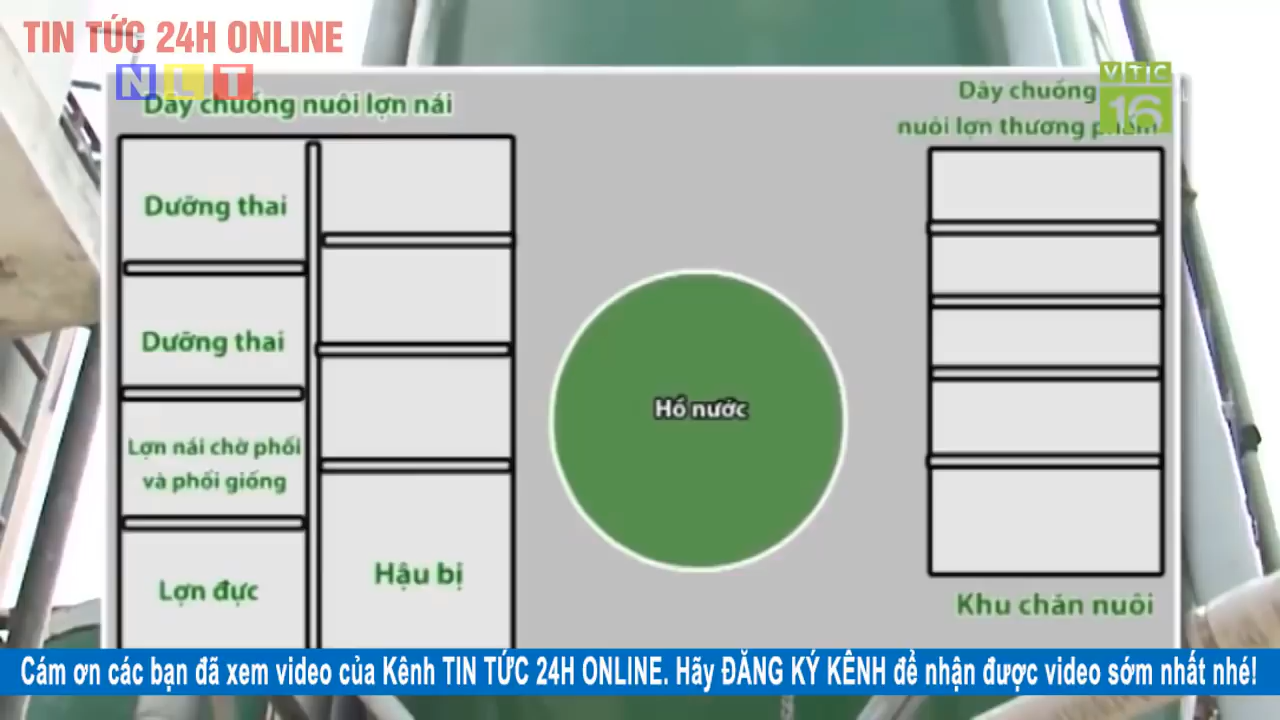 TIN TỨC 24H ONLINE
NLT
Dãy chuồng nuôi lợn nái
Dãy chuồng
nuôi lợn thương phẩm
VTC
16
Dưỡng thai
Dưỡng thai
Lợn nái chờ phối
và phối giống
Lợn đực
Hậu bị
Hồ nước
Khu chăn nuôi
Cám ơn các bạn đã xem video của Kênh TIN TỨC 24H ONLINE. Hãy ĐĂNG KÝ KÊNH để nhận được video sớm nhất nhé!